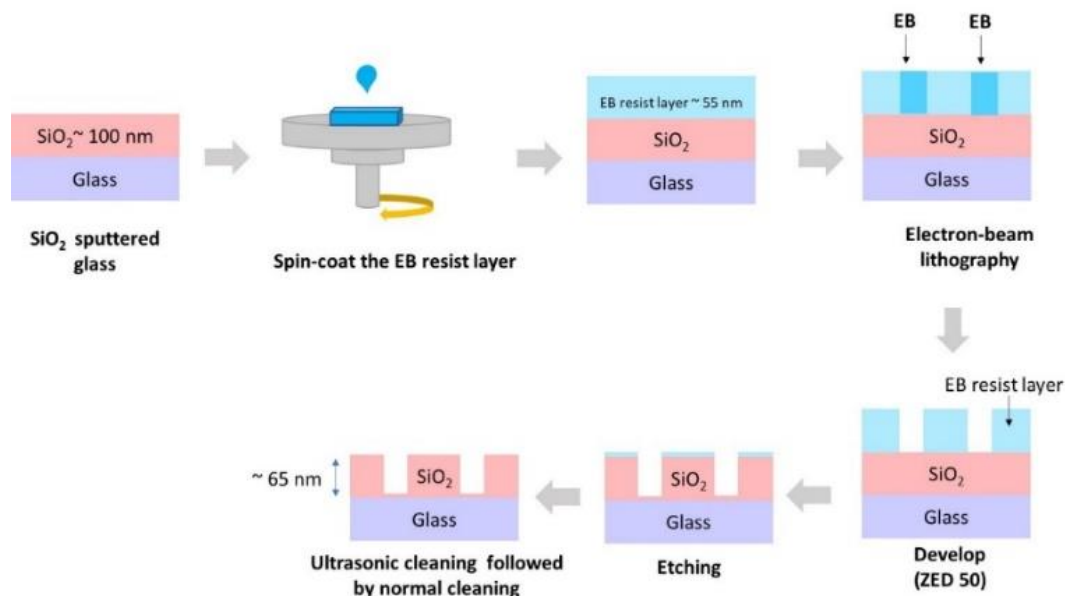 SiO2~ 100 nm
Glass
SiO2 sputtered
glass
Spin-coat the EB resist layer
EB resist layer ~ 55 nm
SiO2
Glass
EB
EB
SiO2
Glass
Electron-beam
lithography
EB resist layer
SiO2
Glass
Develop
(ZED 50)
SiO2
Glass
Etching
~ 65 nm
SiO2
Glass
Ultrasonic cleaning followed
by normal cleaning